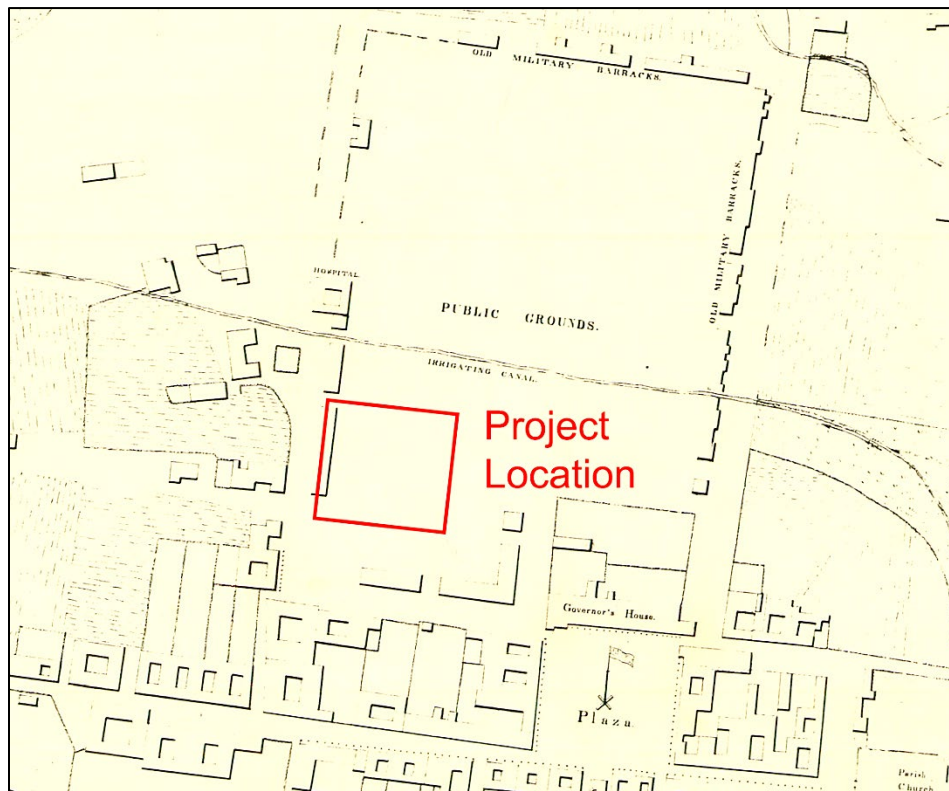 OLD MILITARY BARRACKS.
OLD MILITARY BARRACKS.
HOSPITAL
PUBLIC GROUNDS.
IRRIGATING CANAL.
Project
Location
Governor's House.
Plaza.
Parish
Church